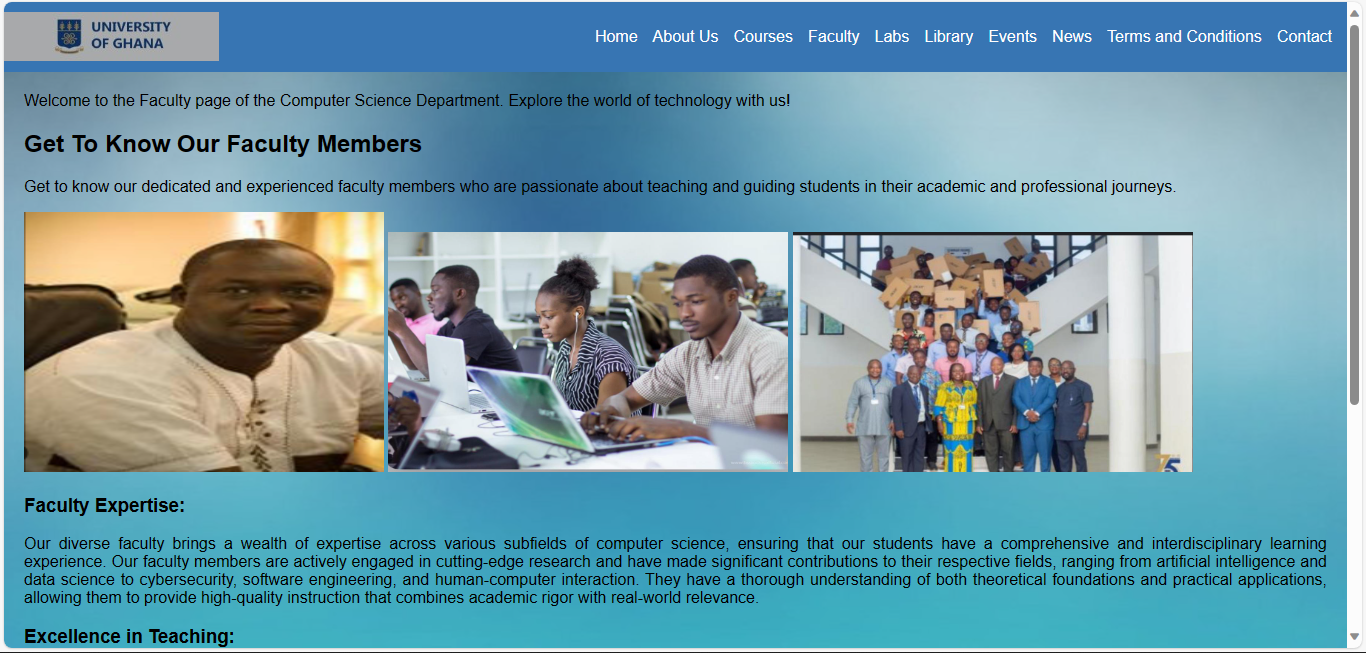 UNIVERSITY
OF GHANA
Home About Us Courses Faculty Labs Library Events News Terms and Conditions Contact
Welcome to the Faculty page of the Computer Science Department. Explore the world of technology with us!
Get To Know Our Faculty Members
Get to know our dedicated and experienced faculty members who are passionate about teaching and guiding students in their academic and professional journeys.
75
Faculty Expertise:
Our diverse faculty brings a wealth of expertise across various subfields of computer science, ensuring that our students have a comprehensive and interdisciplinary learning
experience. Our faculty members are actively engaged in cutting-edge research and have made significant contributions to their respective fields, ranging from artificial intelligence and
data science to cybersecurity, software engineering, and human-computer interaction. They have a thorough understanding of both theoretical foundations and practical applications,
allowing them to provide high-quality instruction that combines academic rigor with real-world relevance.
Excellence in Teaching: